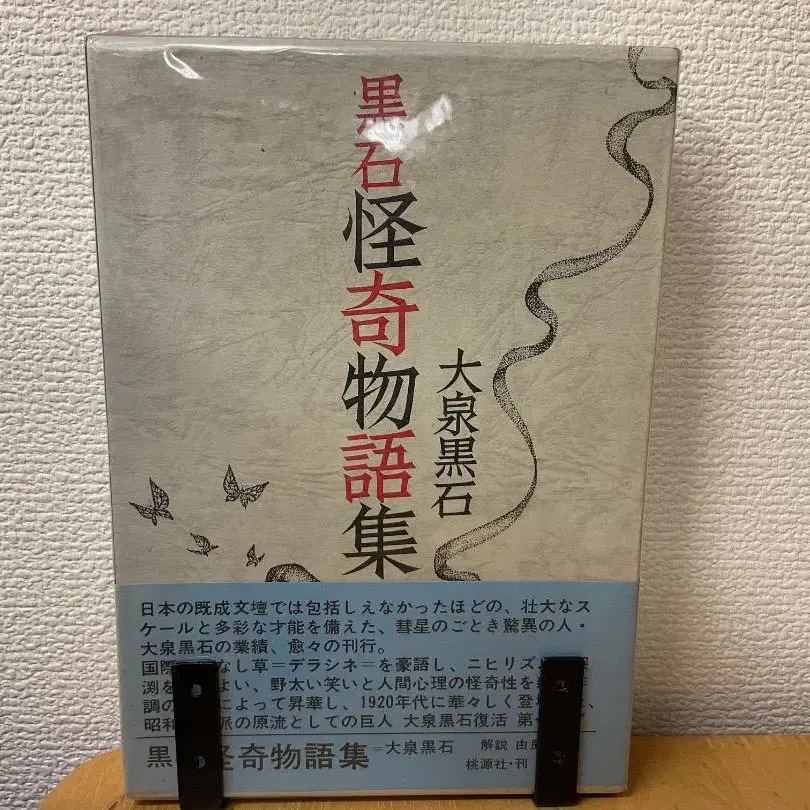 黒石怪奇物語集
大泉黒石
日本の既成文壇では包括しえなかったほどの、壮大なス
ケールと多彩な才能を備えた、彗星のごとき驚異の人・
大泉黒石の業績、愈々の刊行。
国際 なし草＝デラシネ＝を豪語し、ニヒリズ
渕を よい、野太い笑いと人間心理の怪奇性を
調の によって昇華し、1920年代に華々しく登 、
昭和 脈の原流としての巨人 大泉黒石復活 第
黒 怪奇物語集＝大泉黒石
解説 由
桃源社・刊